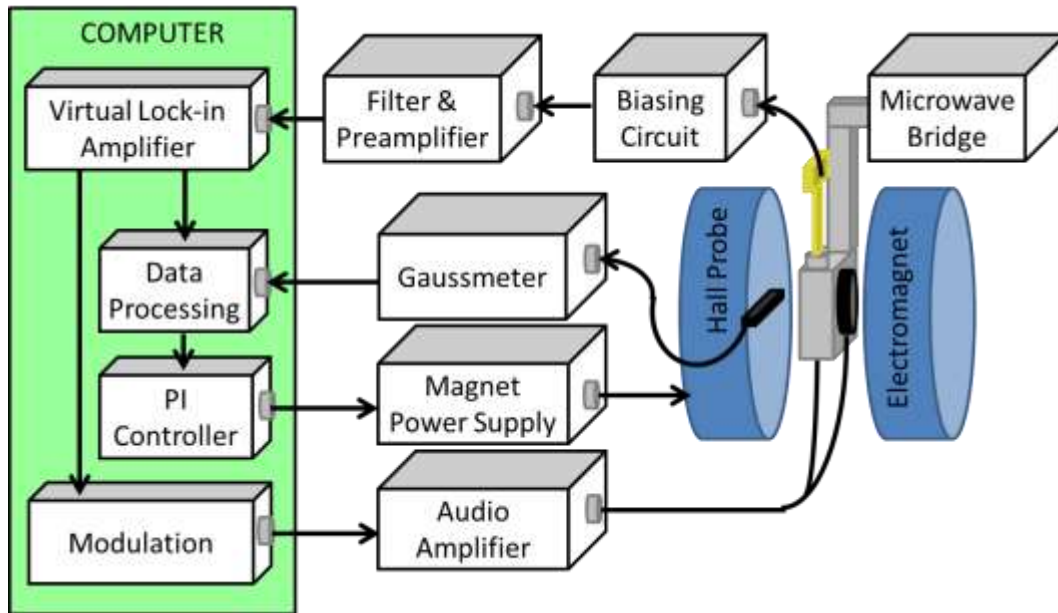 COMPUTER
Virtual Lock-in
Amplifier
Filter &
Preamplifier
Biasing
Circuit
Microwave
Bridge
Data
Processing
Gaussmeter
Hall Probe
Electromagnet
PI
Controller
Magnet
Power Supply
Modulation
Audio
Amplifier